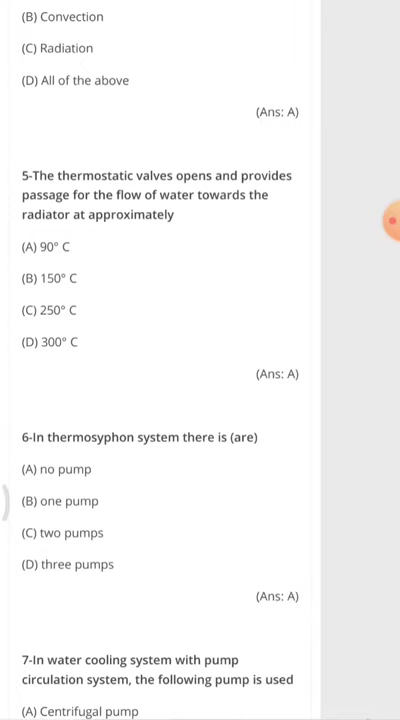 (B) Convection
(C) Radiation
(D) All of the above
(Ans: A)
5-The thermostatic valves opens and provides
passage for the flow of water towards the
radiator at approximately
(A) 90° C
(B) 150° C
(C) 250° C
(D) 300° C
(Ans: A)
6-In thermosyphon system there is (are)
(A) no pump
(B) one pump
(C) two pumps
(D) three pumps
(Ans: A)
7-In water cooling system with pump
circulation system, the following pump is used
(A) Centrifugal pump